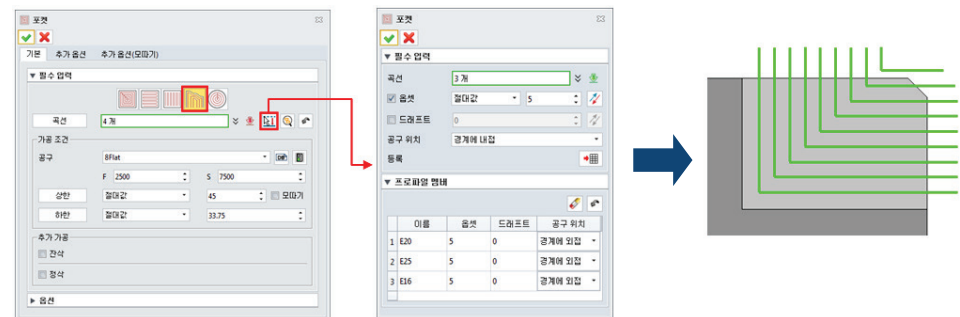 포켓
기본 추가 옵션 추가 옵션(모따기)
▼ 필수 입력
곡선 4 개
가공 조건
공구 8Flat
F 2500 S 7500
상한 절대값 45 모따기
하한 절대값 33.75
추가 가공
잔삭
정삭
▶ 옵션
포켓
▼ 필수 입력
곡선 3 개
옵셋 절대값 5
드래프트 0
공구 위치 경계에 내접
등록
▼ 프로파일 멤버
이름 옵셋 드래프트 공구 위치
1 E20 5 0 경계에 외접
2 E25 5 0 경계에 외접
3 E16 5 0 경계에 외접